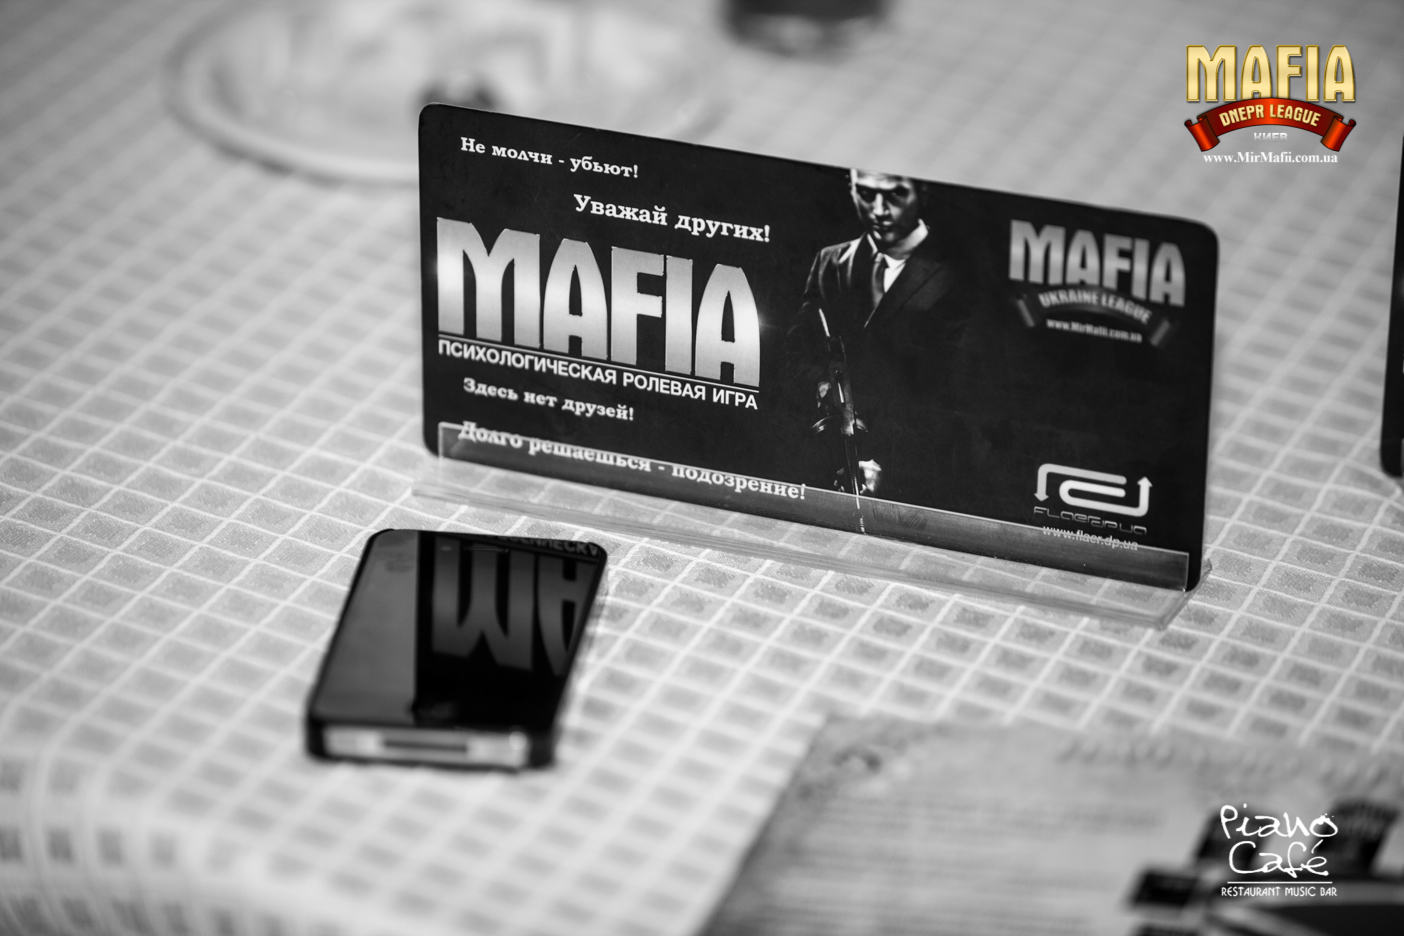 MAFIA
DNEPR LEAGUE
КИЕВ
www.MirMafii.com.ua
Не молчи - убьют!
Уважай других!
MAFIA
ПСИХОЛОГИЧЕСКАЯ РОЛЕВАЯ ИГРА
Здесь нет друзей!
Долго решаешься - подозрение!
MAFIA
UKRAINE LEAGUE
www.MirMafii.com.ua
FLAERDPUA
www.flaer.dp.ua
Piano
Café
RESTAURANT MUSIC BAR